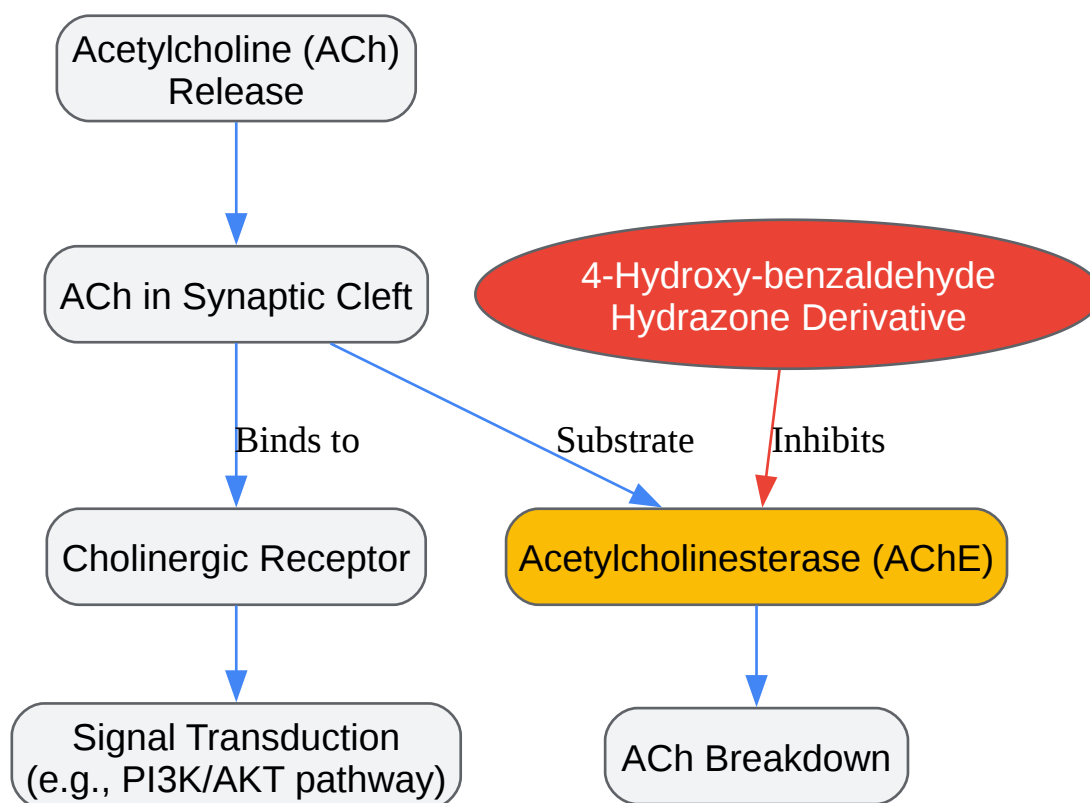 Acetylcholine (ACh)
Release
ACh in Synaptic Cleft
4-Hydroxy-benzaldehyde
Hydrazone Derivative
Binds to
Substrate
Inhibits
Cholinergic Receptor
Acetylcholinesterase (AChE)
Signal Transduction
(e.g., PI3K/AKT pathway)
ACh Breakdown